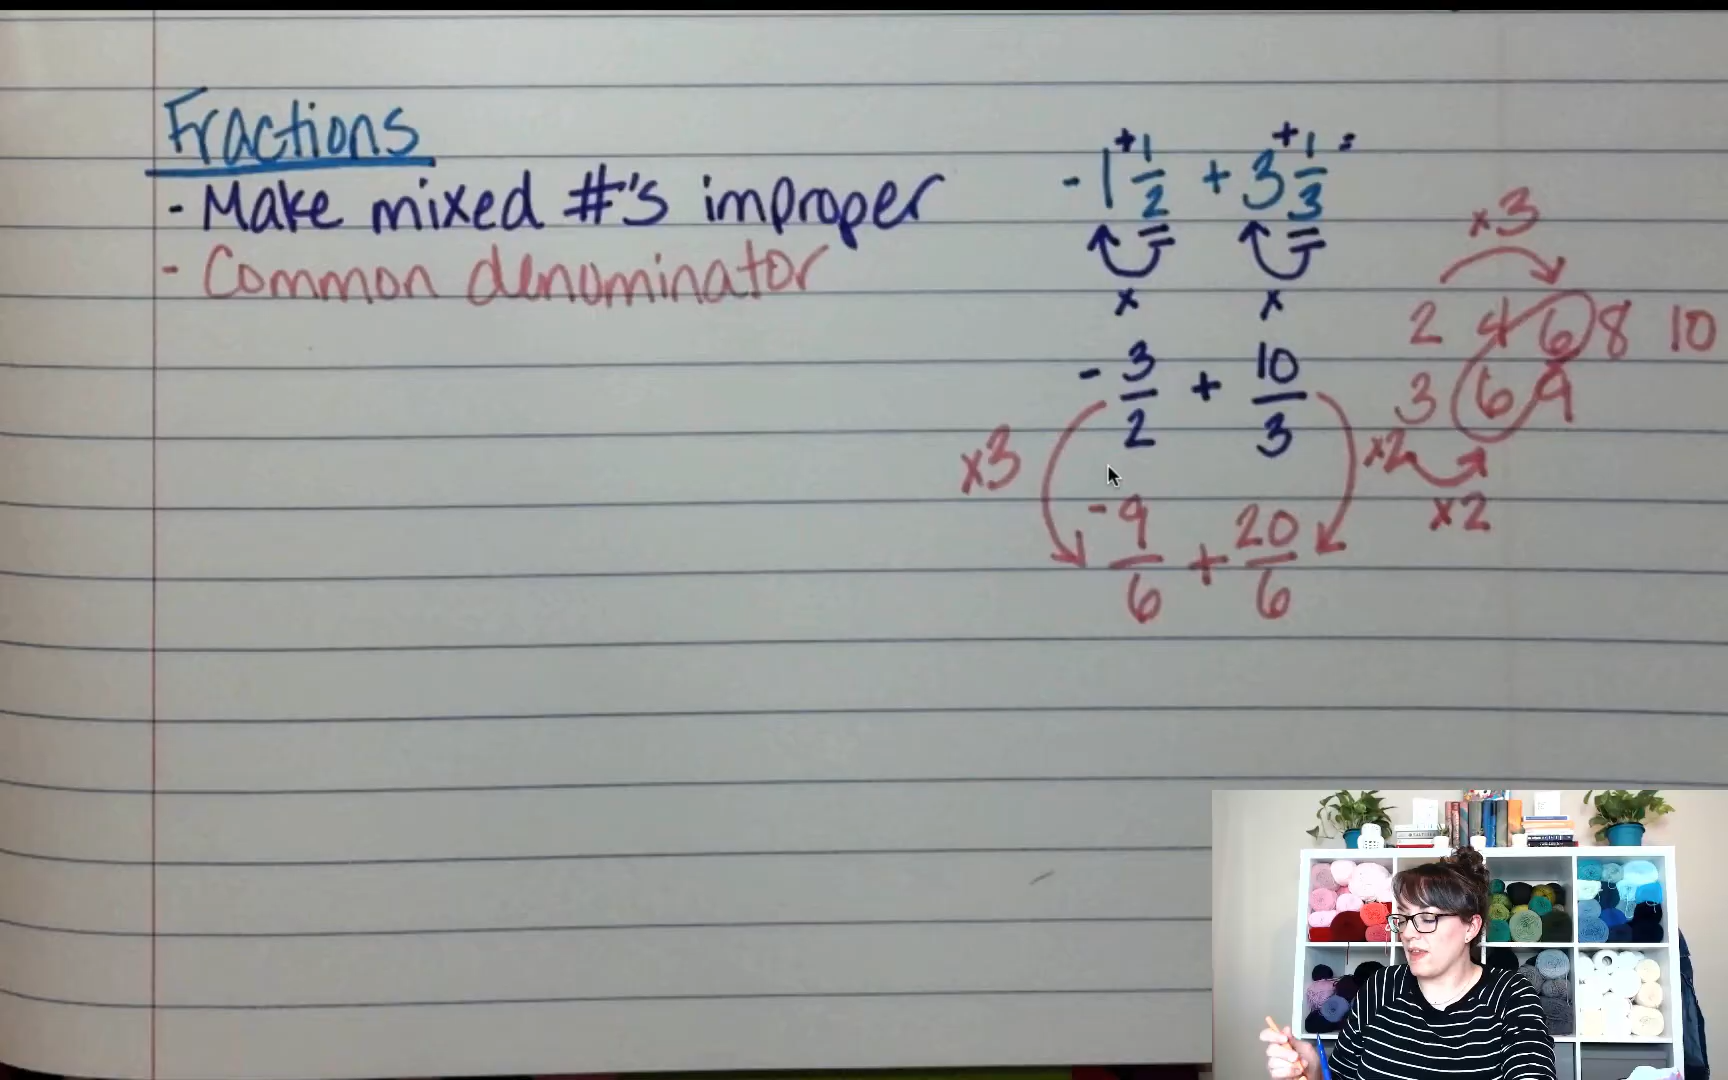 Fractions
- Make mixed #'s improper
- Common denominator
- 1 + 1/2 + 3 + 1/3 =
x x
- 3/2 + 10/3
x3 x2
- 9/6 + 20/6
x3
2 4 6 8 10
3 6 9
x2